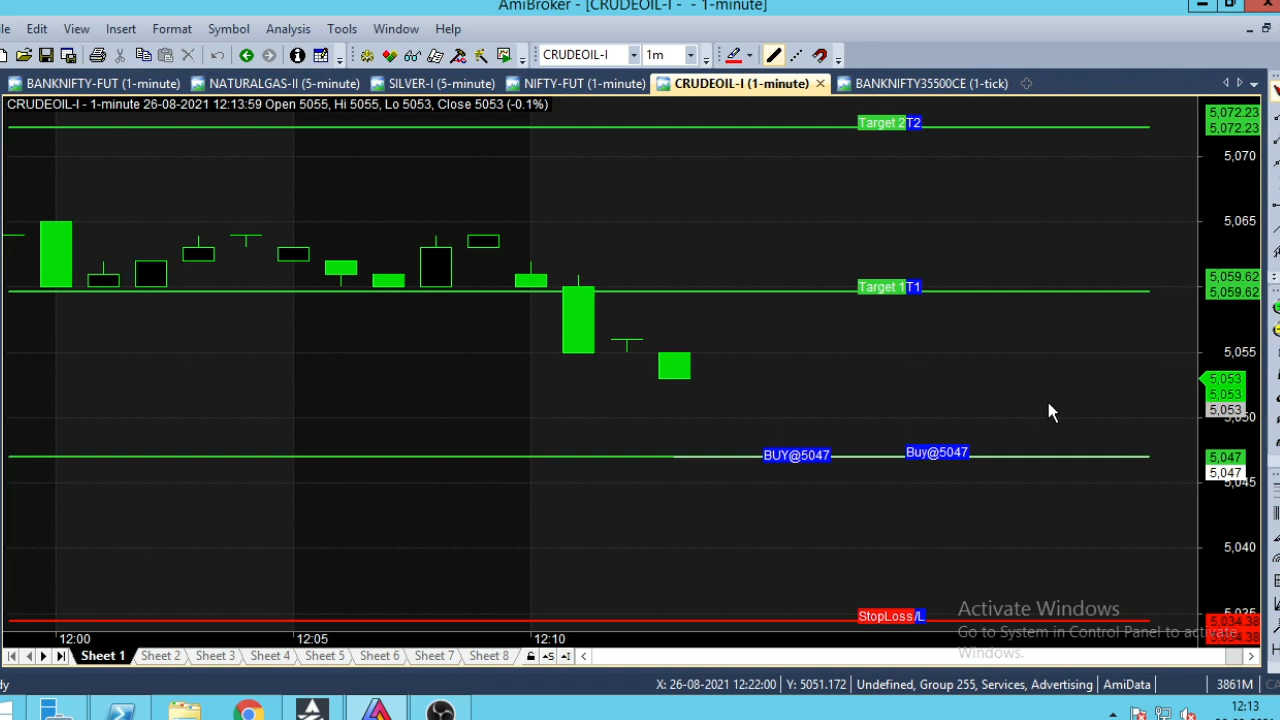 AmiBroker - [CRUDEOIL-I - - 1-minute]
Edit View Insert Format Symbol Analysis Tools Window Help
CRUDEOIL-I 1m
BANKNIFTY-FUT (1-minute) NATURALGAS-II (5-minute) SILVER-I (5-minute) NIFTY-FUT (1-minute) CRUDEOIL-I (1-minute) BANKNIFTY35500CE (1-tick)
CRUDEOIL-I - 1-minute 26-08-2021 12:13:59 Open 5055, Hi 5055, Lo 5053, Close 5053 (-0.1%)
5,072.23
Target 2 T2
5,072.23
5,070
5,065
5,059.62
Target 1 T1
5,059.62
5,055
5,053
5,053
5,053
5,050
BUY@5047 Buy@5047
5,047
5,047
5,045
5,040
Activate Windows
StopLoss /L
5,034.38
Go to System in Control Panel to activate
Windows.
12:00 12:05 12:10
Sheet 1 Sheet 2 Sheet 3 Sheet 4 Sheet 5 Sheet 6 Sheet 7 Sheet 8
X: 26-08-2021 12:22:00 Y: 5051.172 Undefined, Group 255, Services, Advertising AmiData 3861M
12:13